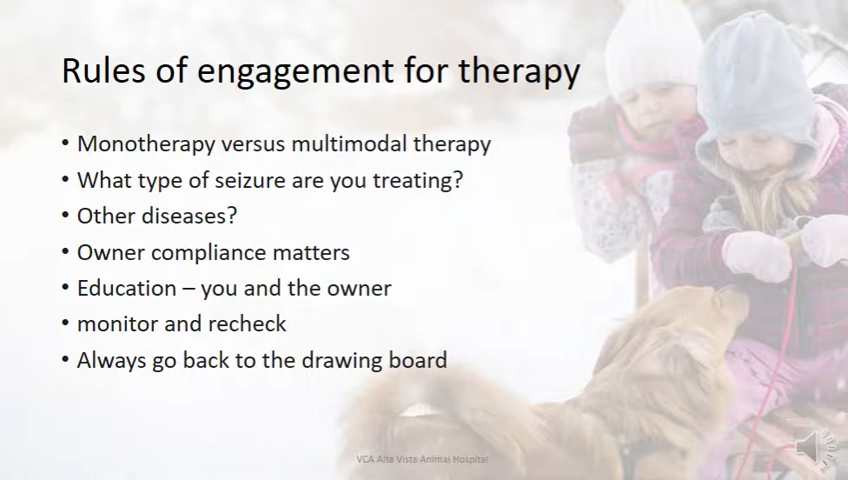 Rules of engagement for therapy
• Monotherapy versus multimodal therapy
• What type of seizure are you treating?
• Other diseases?
• Owner compliance matters
• Education – you and the owner
• monitor and recheck
• Always go back to the drawing board
VCA Alta Vista Animal Hospital